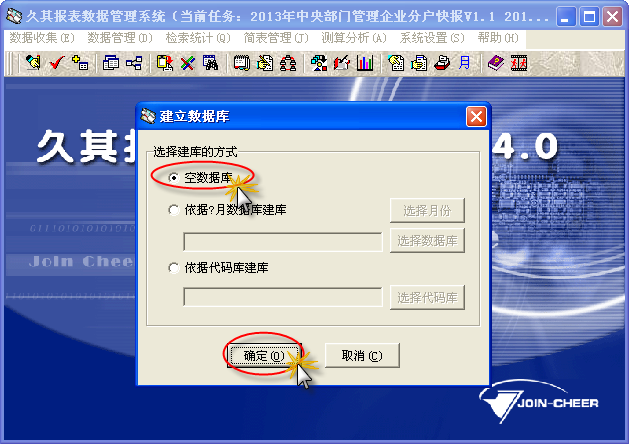 久其报表数据管理系统（当前任务：2013年中央部门管理企业分户快报V1.1 201...
数据收集(E) 数据管理(D) 检索统计(Q) 简表管理(T) 测算分析(A) 系统设置(S) 帮助(H)
月
建立数据库
久其报
4.0
选择建库的方式
空数据库
依据?月数据库建库
选择月份
选择数据库
Join Cheer
依据代码库建库
选择代码库
确定(O) 取消(C)
JOIN-CHEER